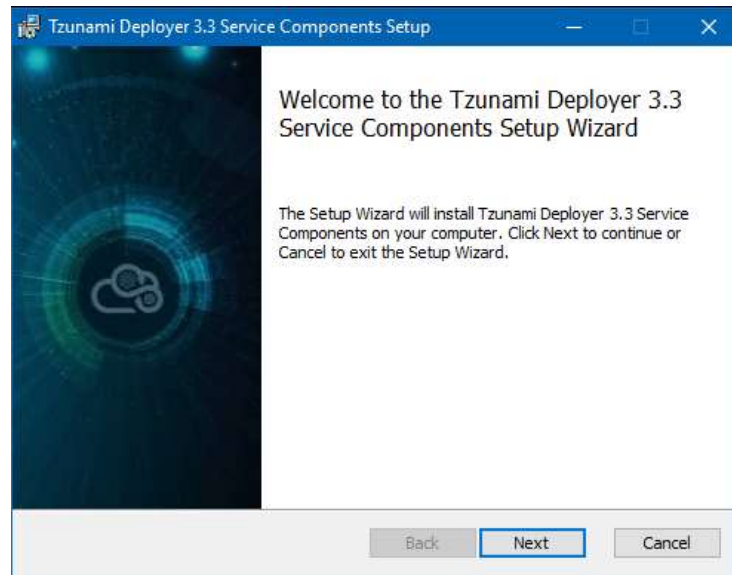 Tzunami Deployer 3.3 Service Components Setup
Welcome to the Tzunami Deployer 3.3
Service Components Setup Wizard
The Setup Wizard will install Tzunami Deployer 3.3 Service
Components on your computer. Click Next to continue or
Cancel to exit the Setup Wizard.
Back Next Cancel